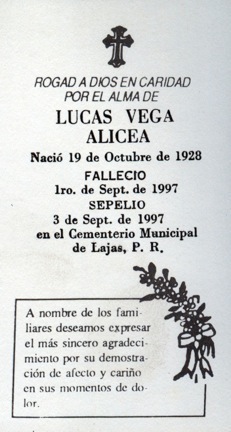 ROGAD A DIOS EN CARIDAD
POR EL ALMA DE
LUCAS VEGA
ALICEA
Nació 19 de Octubre de 1928
FALLECIO
1ro. de Sept. de 1997
SEPELIO
3 de Sept. de 1997
en el Cementerio Municipal
de Lajas, P. R.
A nombre de los fami-
liares deseamos expresar
el más sincero agradeci-
miento por su demostra-
ción de afecto y cariño
en sus momentos de do-
lor.